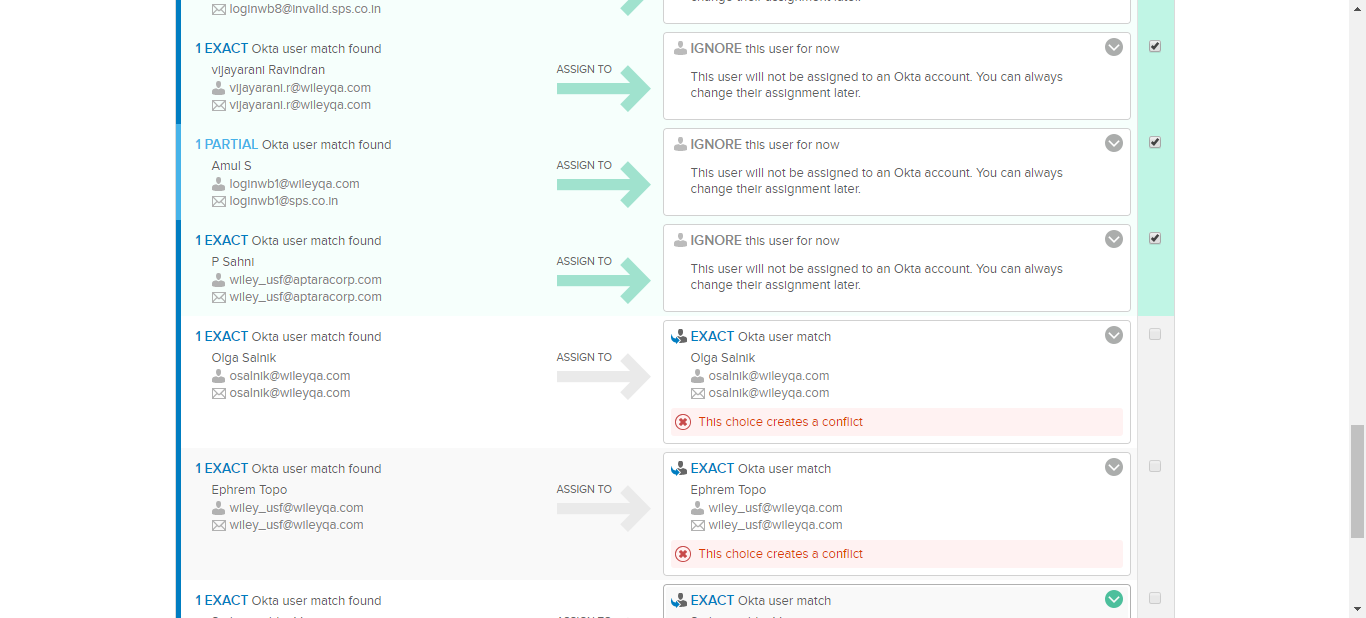 loginwb8@invalid.sps.co.in
change their assignment later.
1 EXACT Okta user match found
vijayarani Ravindran
vijayarani.r@wileyqa.com
vijayarani.r@wileyqa.com
ASSIGN TO
IGNORE this user for now
This user will not be assigned to an Okta account. You can always
change their assignment later.
1 PARTIAL Okta user match found
Amul S
loginwb1@wileyqa.com
loginwb1@sps.co.in
ASSIGN TO
IGNORE this user for now
This user will not be assigned to an Okta account. You can always
change their assignment later.
1 EXACT Okta user match found
P Sahni
wiley_usf@aptaracorp.com
wiley_usf@aptaracorp.com
ASSIGN TO
IGNORE this user for now
This user will not be assigned to an Okta account. You can always
change their assignment later.
1 EXACT Okta user match found
Olga Salnik
osalnik@wileyqa.com
osalnik@wileyqa.com
ASSIGN TO
EXACT Okta user match
Olga Salnik
osalnik@wileyqa.com
osalnik@wileyqa.com
This choice creates a conflict
1 EXACT Okta user match found
Ephrem Topo
wiley_usf@wileyqa.com
wiley_usf@wileyqa.com
ASSIGN TO
EXACT Okta user match
Ephrem Topo
wiley_usf@wileyqa.com
wiley_usf@wileyqa.com
This choice creates a conflict
1 EXACT Okta user match found
ASSIGN TO
EXACT Okta user match